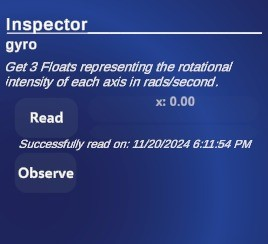 Inspector
gyro
Get 3 Floats representing the rotational
intensity of each axis in rads/second.
x: 0.00
Read
Successfully read on: 11/20/2024 6:11:54 PM
Observe